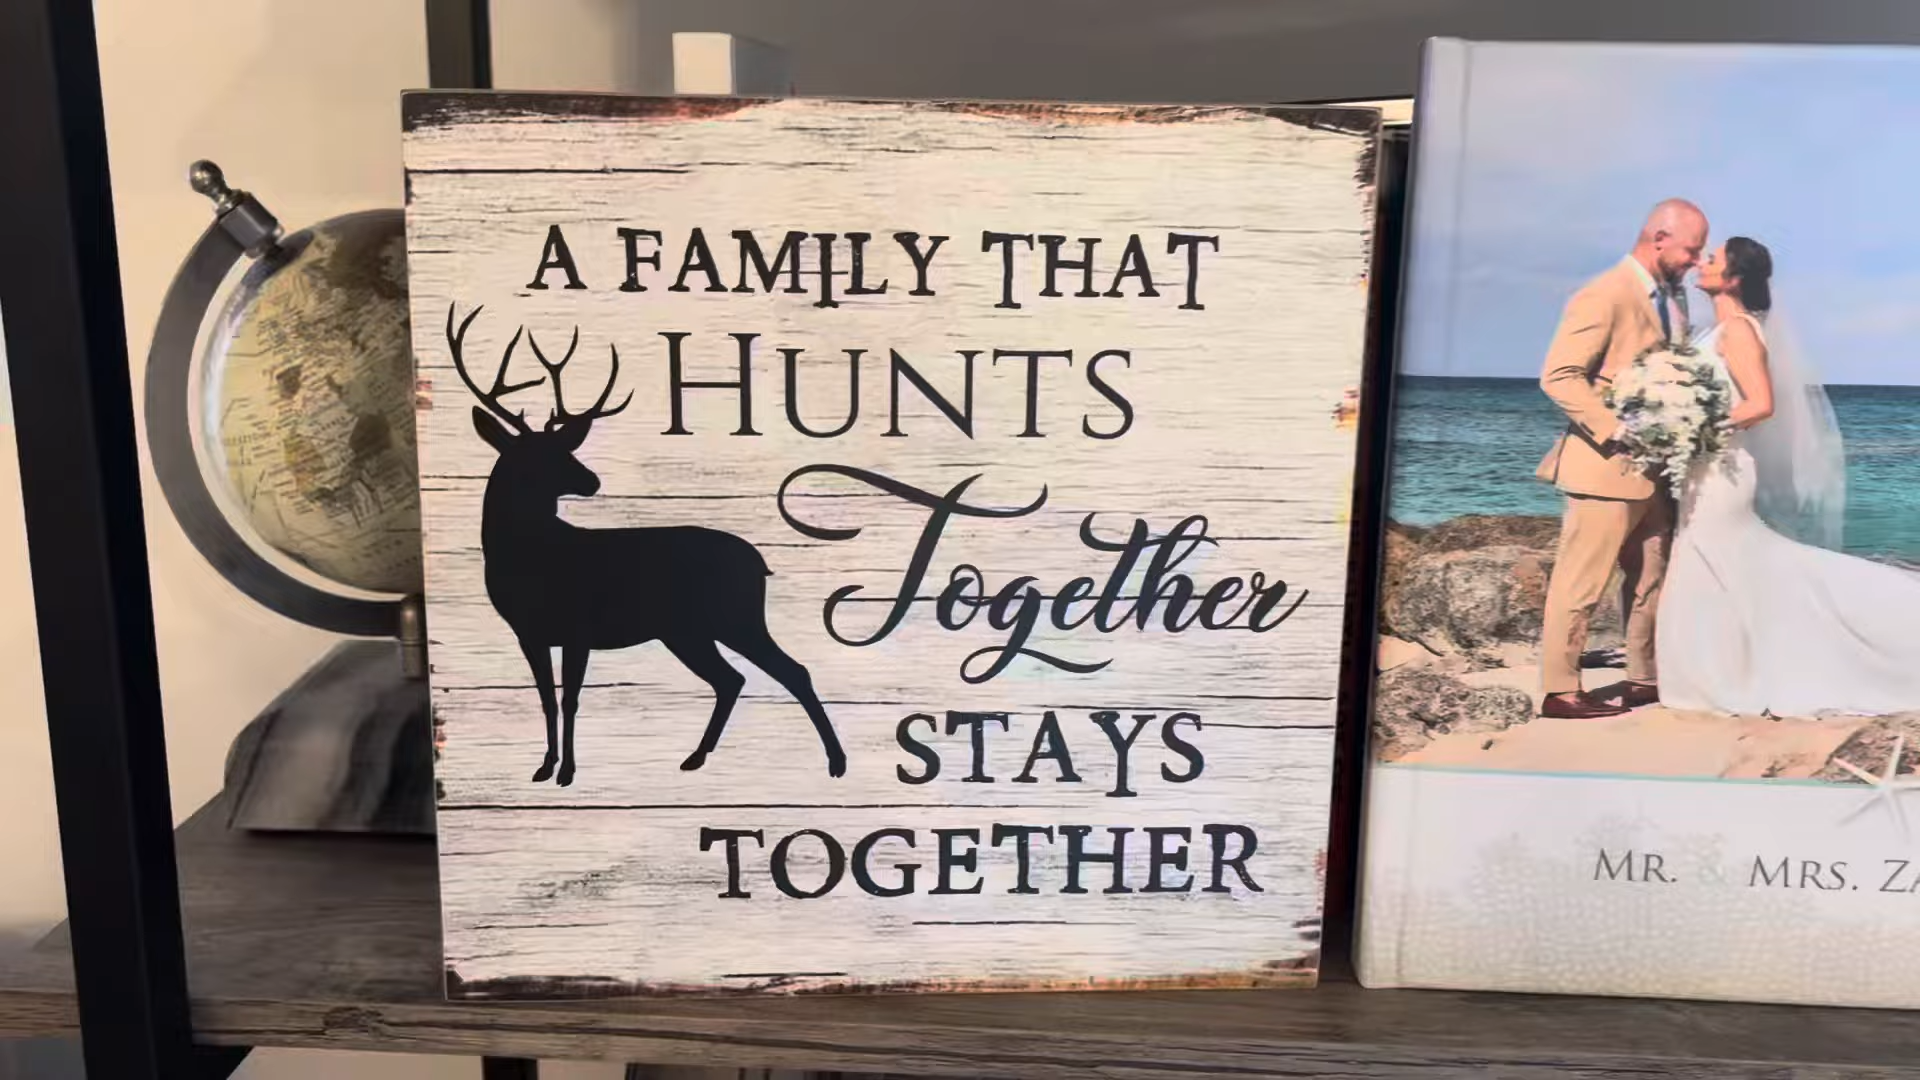 A FAMILY THAT
HUNTS
Together
STAYS
TOGETHER
MR. & MRS.